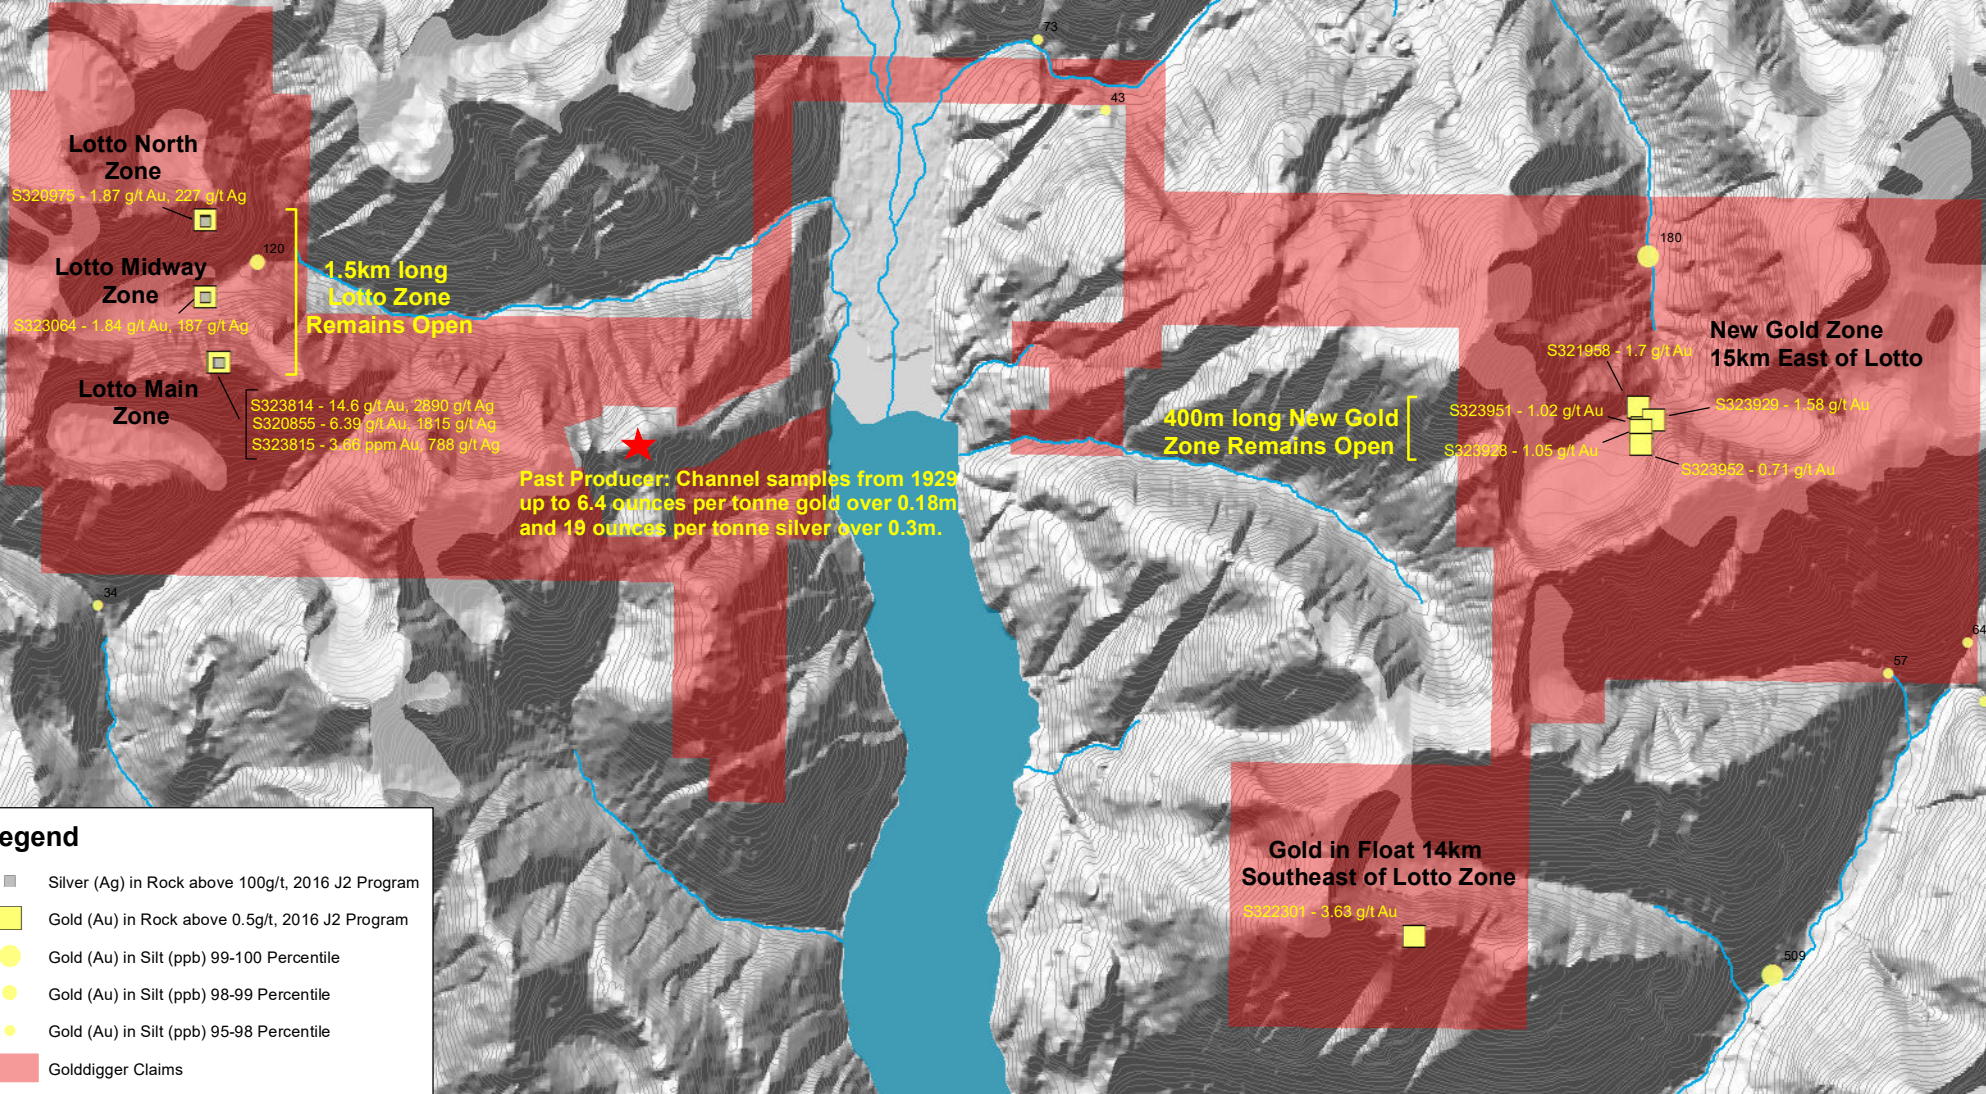 73
43
Lotto North
Zone
S320975 - 1.87 g/t Au, 227 g/t Ag
120
Lotto Midway
Zone
S323064 - 1.84 g/t Au, 187 g/t Ag
1.5km long
Lotto Zone
Remains Open
Lotto Main
Zone
S323814 - 14.6 g/t Au, 2890 g/t Ag
S320855 - 6.39 g/t Au, 1815 g/t Ag
S323815 - 3.66 ppm Au, 788 g/t Ag
Past Producer: Channel samples from 1929
up to 6.4 ounces per tonne gold over 0.18m
and 19 ounces per tonne silver over 0.3m.
180
New Gold Zone
15km East of Lotto
S321958 - 1.7 g/t Au
S323951 - 1.02 g/t Au
S323929 - 1.58 g/t Au
400m long New Gold
Zone Remains Open
S323928 - 1.05 g/t Au
S323952 - 0.71 g/t Au
34
64
57
Gold in Float 14km
Southeast of Lotto Zone
S322301 - 3.63 g/t Au
509
egend
Silver (Ag) in Rock above 100g/t, 2016 J2 Program
Gold (Au) in Rock above 0.5g/t, 2016 J2 Program
Gold (Au) in Silt (ppb) 99-100 Percentile
Gold (Au) in Silt (ppb) 98-99 Percentile
Gold (Au) in Silt (ppb) 95-98 Percentile
Golddigger Claims